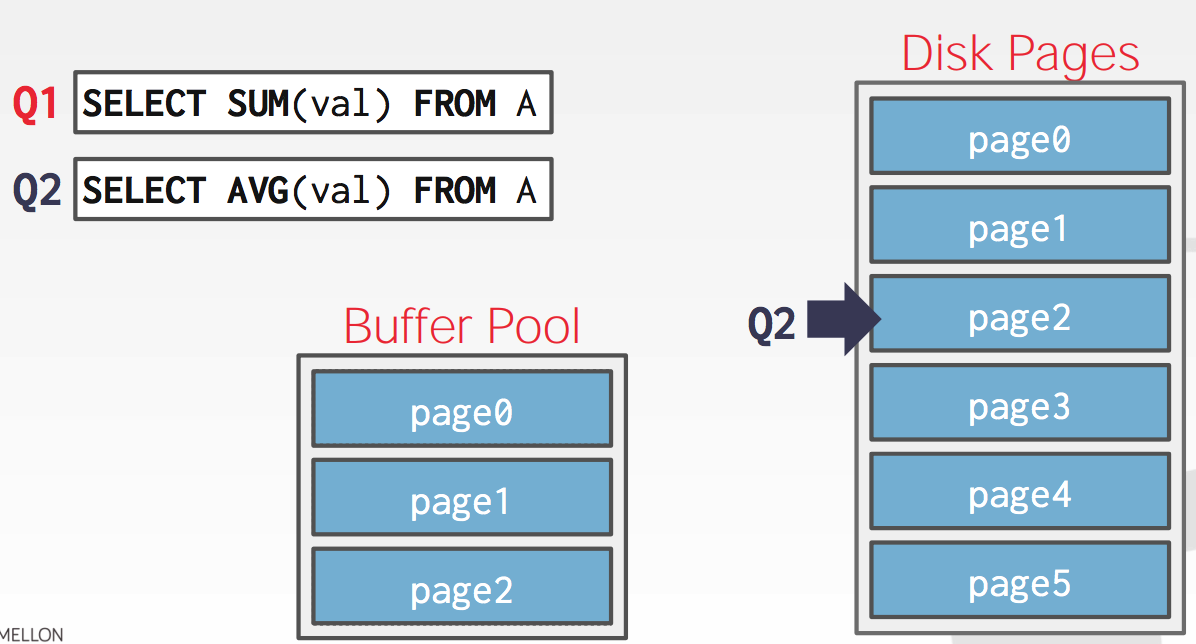 Q1 SELECT SUM(val) FROM A
Q2 SELECT AVG(val) FROM A
Buffer Pool
page0
page1
page2
Disk Pages
page0
page1
Q2 page2
page3
page4
page5
MELLON